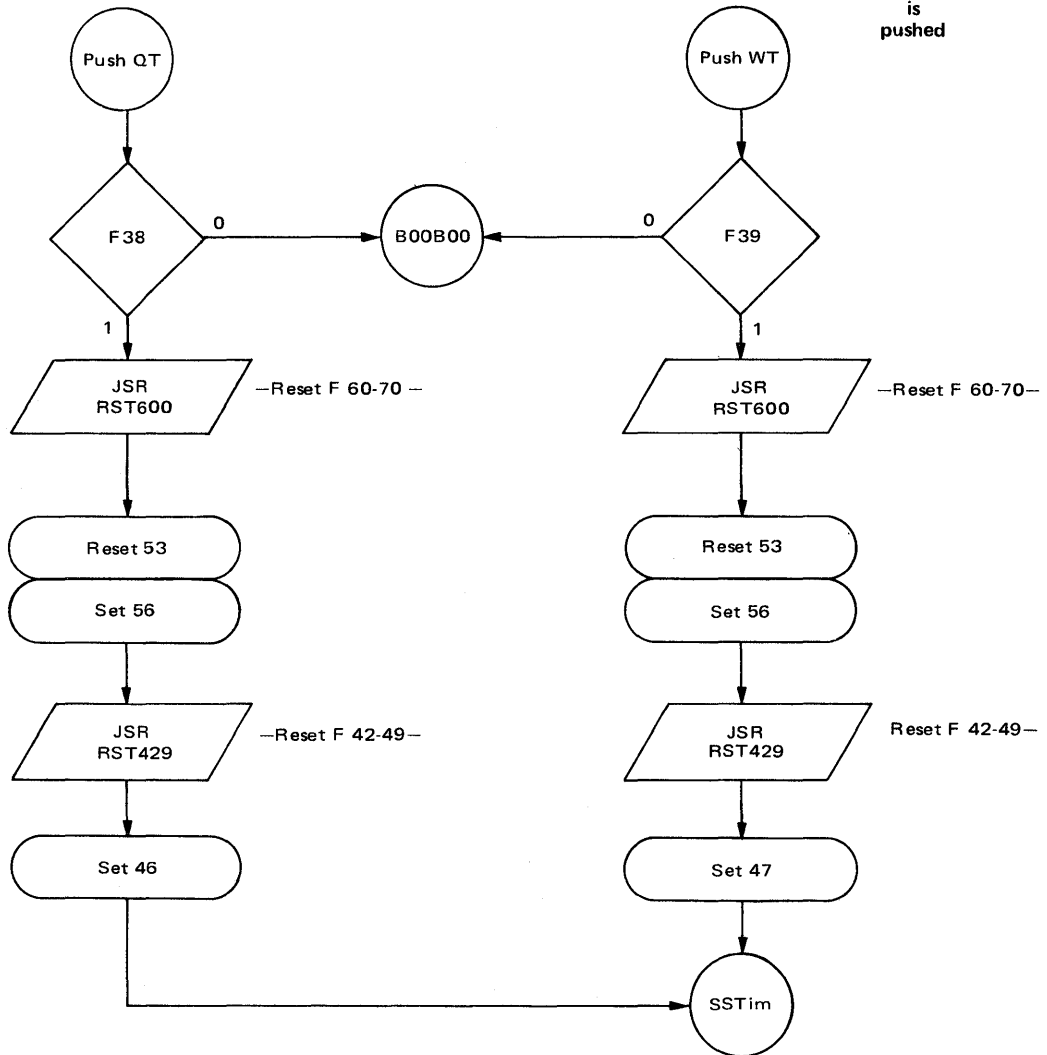 is
pushed
Push QT
Push WT
F38
0
B00B00
0
F39
1
1
JSR
RST600
—Reset F 60-70 —
JSR
RST600
—Reset F 60-70—
Reset 53
Reset 53
Set 56
Set 56
JSR
RST429
—Reset F 42-49—
JSR
RST429
Reset F 42-49—
Set 46
Set 47
SSTim